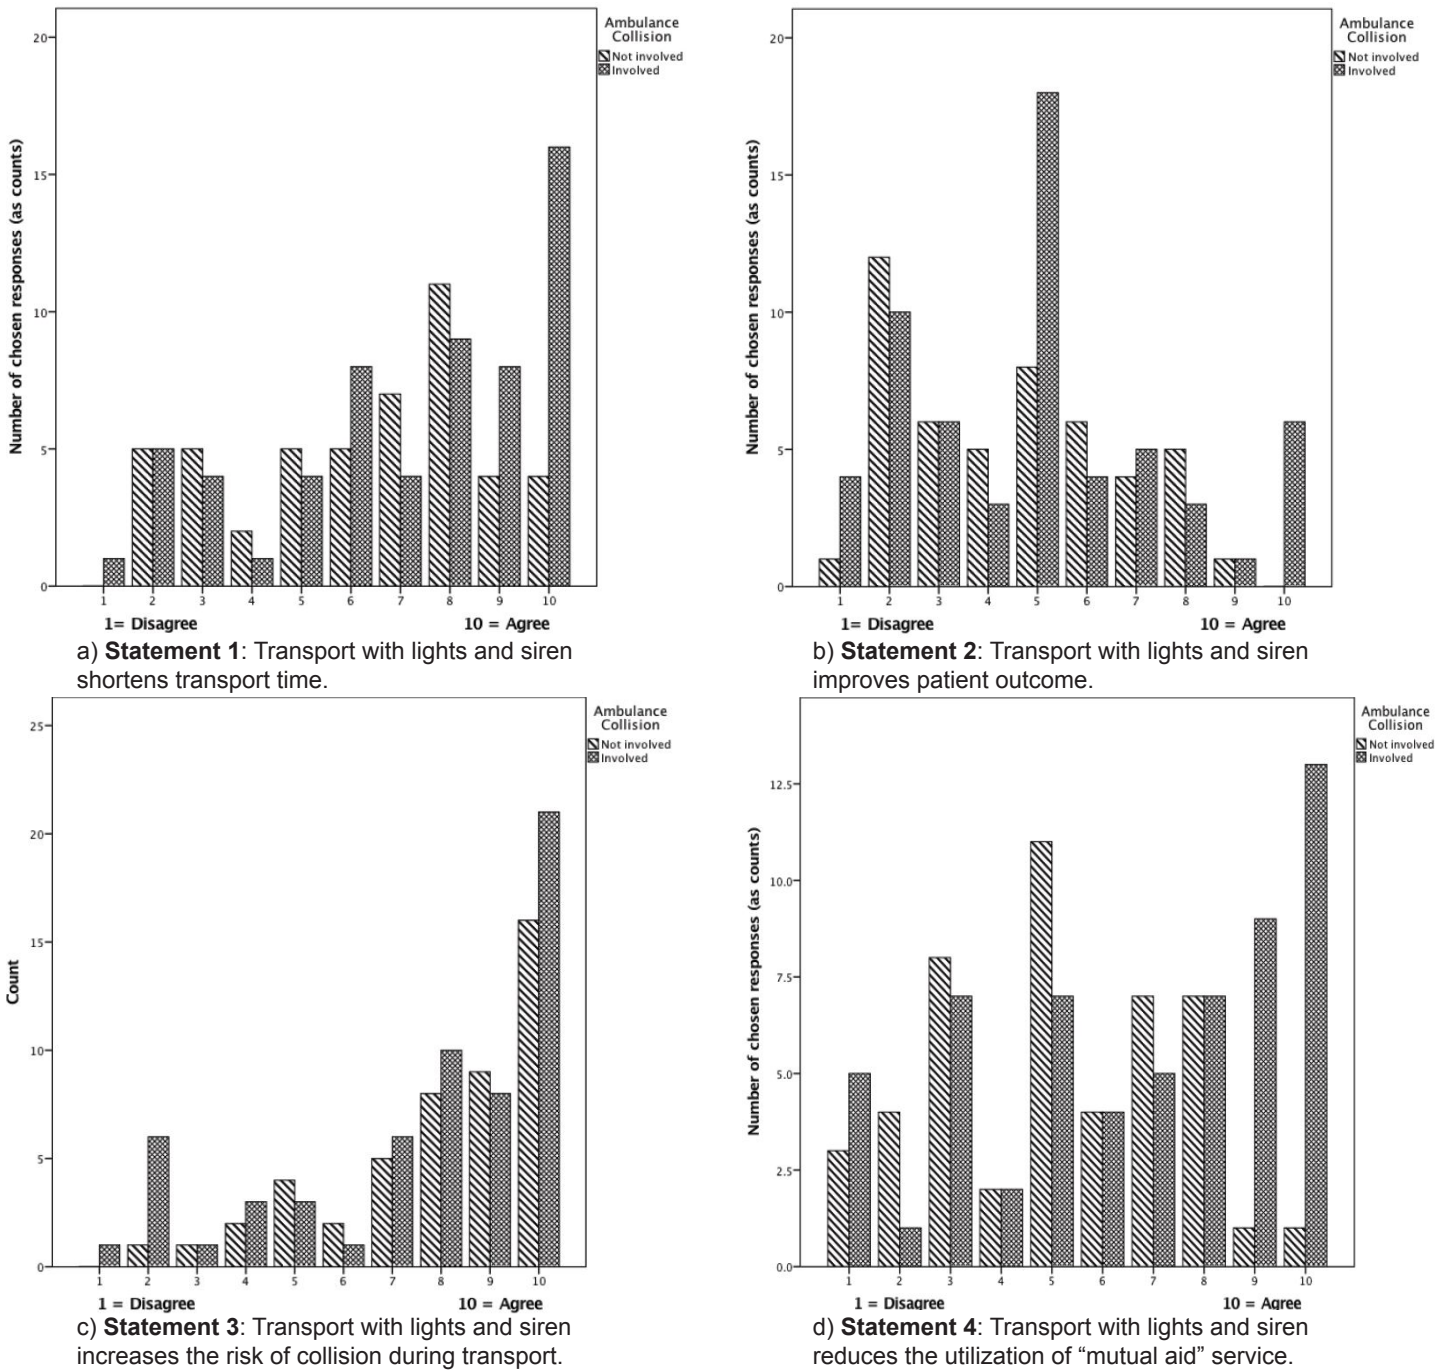 Ambulance
Collision
Not involved
Involved
20
15
10
5
0
Number of chosen responses (as counts)
1 2 3 4 5 6 7 8 9 10
1= Disagree 10 = Agree
a) Statement 1: Transport with lights and siren
shortens transport time.
Ambulance
Collision
Not involved
Involved
20
15
10
5
0
Number of chosen responses (as counts)
1 2 3 4 5 6 7 8 9 10
1= Disagree 10 = Agree
b) Statement 2: Transport with lights and siren
improves patient outcome.
Ambulance
Collision
Not involved
Involved
25
20
15
10
5
0
Count
1 2 3 4 5 6 7 8 9 10
1 = Disagree 10 = Agree
c) Statement 3: Transport with lights and siren
increases the risk of collision during transport.
Ambulance
Collision
Not involved
Involved
12.5
10.0
7.5
5.0
2.5
0.0
Number of chosen responses (as counts)
1 2 3 4 5 6 7 8 9 10
1 = Disagree 10 = Agree
d) Statement 4: Transport with lights and siren
reduces the utilization of “mutual aid” service.